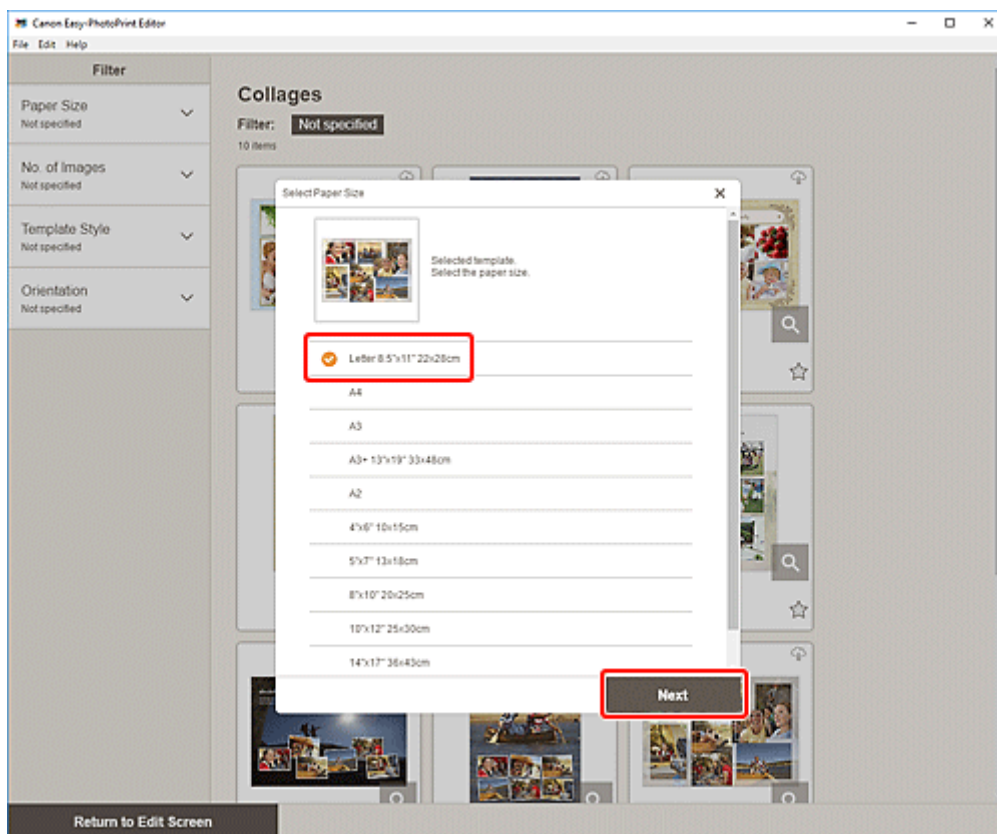 Canon Easy-PhotoPrint Editor
File Edit Help
Filter
Paper Size
Not specified
No. of Images
Not specified
Template Style
Not specified
Orientation
Not specified
Collages
Filter: Not specified
10 items
Select Paper Size
Selected template.
Select the paper size.
Letter 8.5"x11" 22x28cm
A4
A3
A3+ 13"x19" 33x48cm
A2
4"x6" 10x15cm
5"x7" 13x18cm
8"x10" 20x25cm
10"x12" 25x30cm
14"x17" 36x43cm
Next
Return to Edit Screen